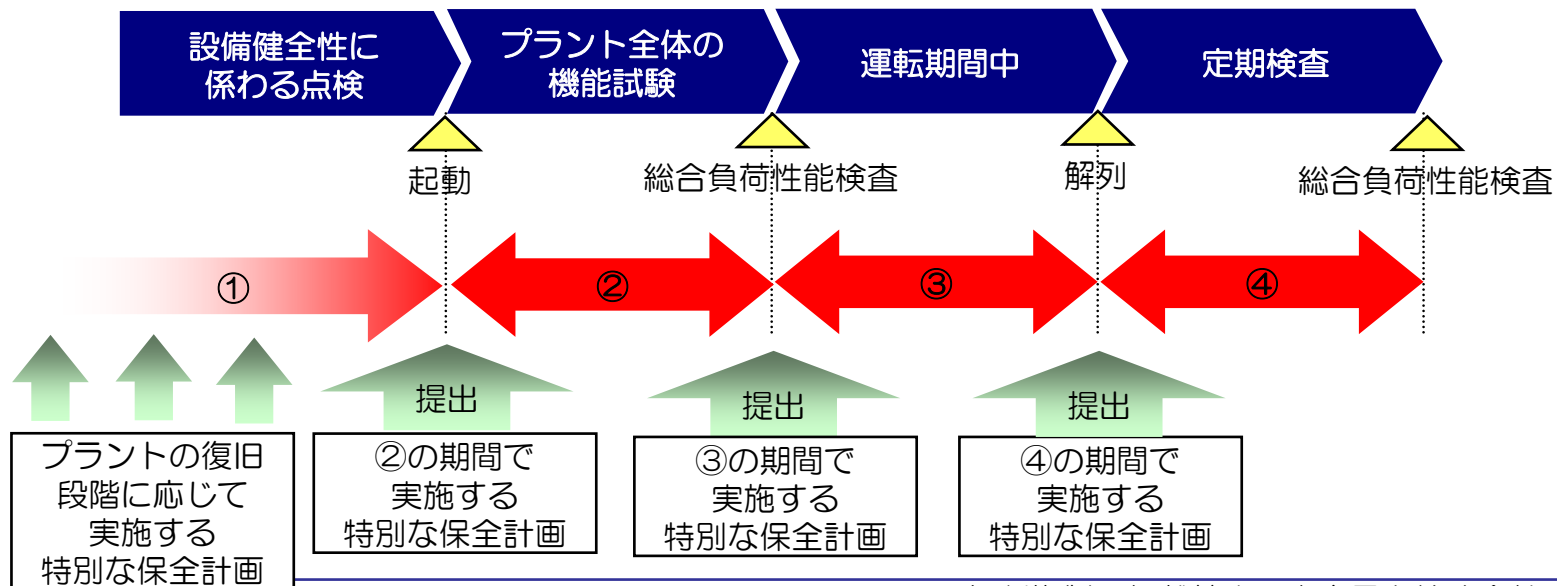 設備健全性に
係わる点検
プラント全体の
機能試験
運転期間中
定期検査
起動
総合負荷性能検査
解列
総合負荷性能検査
①
②
③
④
提出
提出
提出
プラントの復旧
段階に応じて
実施する
特別な保全計画
②の期間で
実施する
特別な保全計画
③の期間で
実施する
特別な保全計画
④の期間で
実施する
特別な保全計画